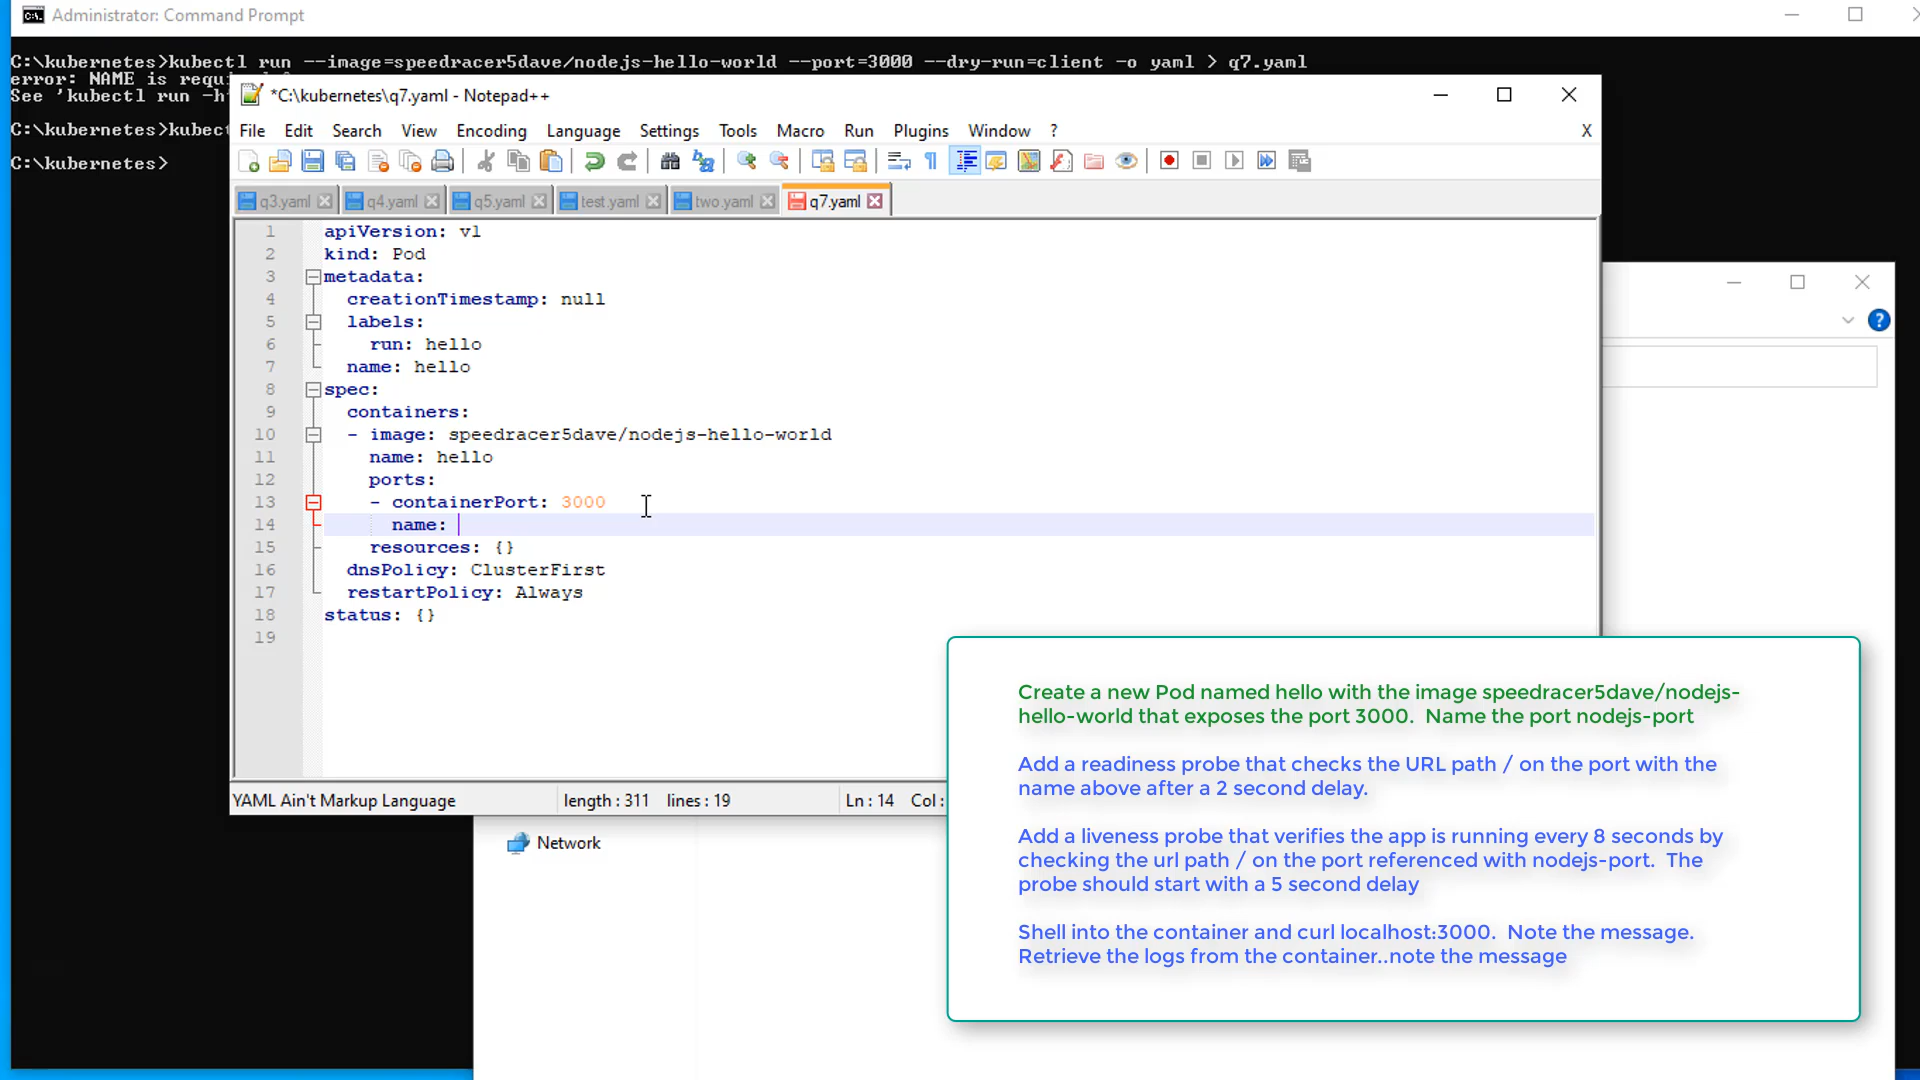 Administrator: Command Prompt
C:\kubernetes>kubectl run --image=speedracer5dave/nodejs-hello-world --port=3000 --dry-run=client -o yaml > q7.yaml
error: NAME is requi
See 'kubectl run -h
C:\kubernetes>kubect
C:\kubernetes>
*C:\kubernetes\q7.yaml - Notepad++
File Edit Search View Encoding Language Settings Tools Macro Run Plugins Window ? X
q3.yaml q4.yaml q5.yaml test.yaml two.yaml q7.yaml
1 apiVersion: v1
2 kind: Pod
3 metadata:
4 creationTimestamp: null
5 labels:
6 run: hello
7 name: hello
8 spec:
9 containers:
10 - image: speedracer5dave/nodejs-hello-world
11 name: hello
12 ports:
13 - containerPort: 3000
14 name:
15 resources: {}
16 dnsPolicy: ClusterFirst
17 restartPolicy: Always
18 status: {}
19
YAML Ain't Markup Language length : 311 lines : 19 Ln : 14 Col :
Network
Create a new Pod named hello with the image speedracer5dave/nodejs-
hello-world that exposes the port 3000. Name the port nodejs-port
Add a readiness probe that checks the URL path / on the port with the
name above after a 2 second delay.
Add a liveness probe that verifies the app is running every 8 seconds by
checking the url path / on the port referenced with nodejs-port. The
probe should start with a 5 second delay
Shell into the container and curl localhost:3000. Note the message.
Retrieve the logs from the container..note the message